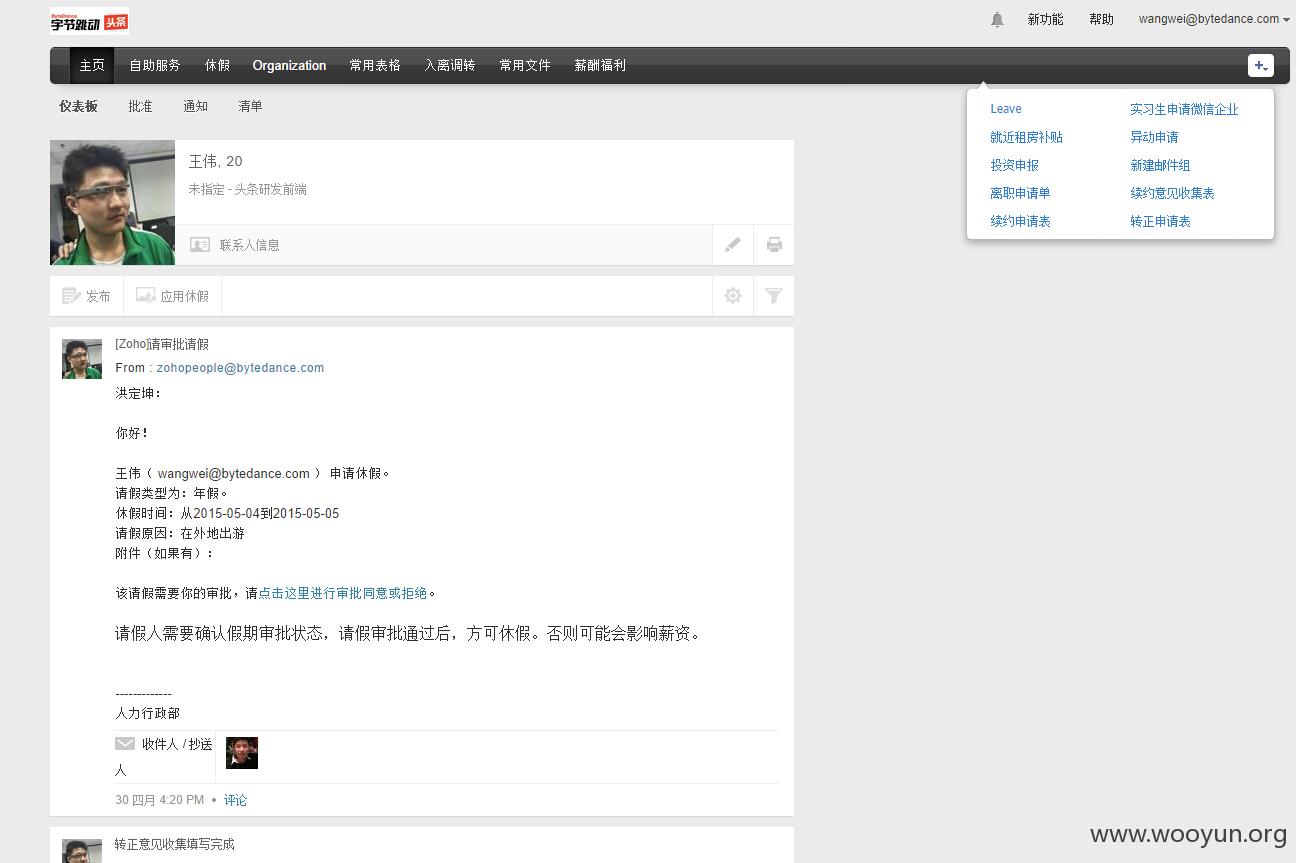 ByteDance
字节跳动 头条
新功能
帮助
wangwei@bytedance.com
主页
自助服务
休假
Organization
常用表格
入离调转
常用文件
薪酬福利
仪表板
批准
通知
清单
Leave
实习生申请微信企业
就近租房补贴
异动申请
投资申报
新建邮件组
离职申请单
续约意见收集表
续约申请表
转正申请表
王伟, 20
未指定 - 头条研发前端
联系人信息
发布
应用休假
[Zoho]请审批请假
From : zohopeople@bytedance.com
洪定坤：
你好！
王伟（ wangwei@bytedance.com ） 申请休假。
请假类型为：年假。
休假时间：从2015-05-04到2015-05-05
请假原因：在外地出游
附件（如果有）：
该请假需要你的审批，请点击这里进行审批同意或拒绝。
请假人需要确认假期审批状态，请假审批通过后，方可休假。否则可能会影响薪资。
-------------
人力行政部
收件人 / 抄送
人
30 四月 4:20 PM • 评论
转正意见收集填写完成
www.wooyun.org